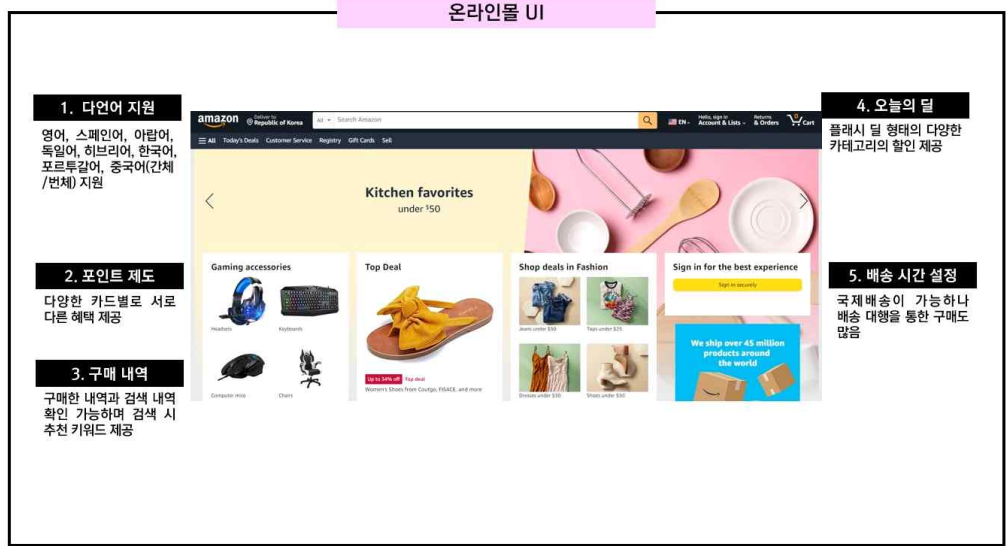 온라인몰 UI
1. 다언어 지원
영어, 스페인어, 아랍어,
독일어, 히브리어, 한국어,
포르투갈어, 중국어(간체
/번체) 지원
2. 포인트 제도
다양한 카드별로 서로
다른 혜택 제공
3. 구매 내역
구매한 내역과 검색 내역
확인 가능하며 검색 시
추천 키워드 제공
amazon
Deliver to
Republic of Korea
All
Search Amazon
EN
Hello, sign in
Account & Lists
Returns
& Orders
0
Cart
All Today's Deals Customer Service Registry Gift Cards Sell
Kitchen favorites
under $50
Gaming accessories
Headsets
Keyboards
Computer mice
Chairs
Top Deal
Up to 34% off Top deal
Women's Shoes from Coutgo, FISACE, and more
Shop deals in Fashion
Jeans under $50
Tops under $25
Dresses under $30
Shoes under $50
Sign in for the best experience
Sign in securely
We ship over 45 million
products around
the world
4. 오늘의 딜
플래시 딜 형태의 다양한
카테고리의 할인 제공
5. 배송 시간 설정
국제배송이 가능하나
배송 대행을 통한 구매도
많음